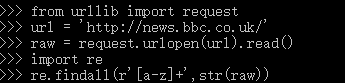 >>> from urllib import request
>>> url = 'http://news.bbc.co.uk/'
>>> raw = request.urlopen(url).read()
>>> import re
>>> re.findall(r'[a-z]+',str(raw))